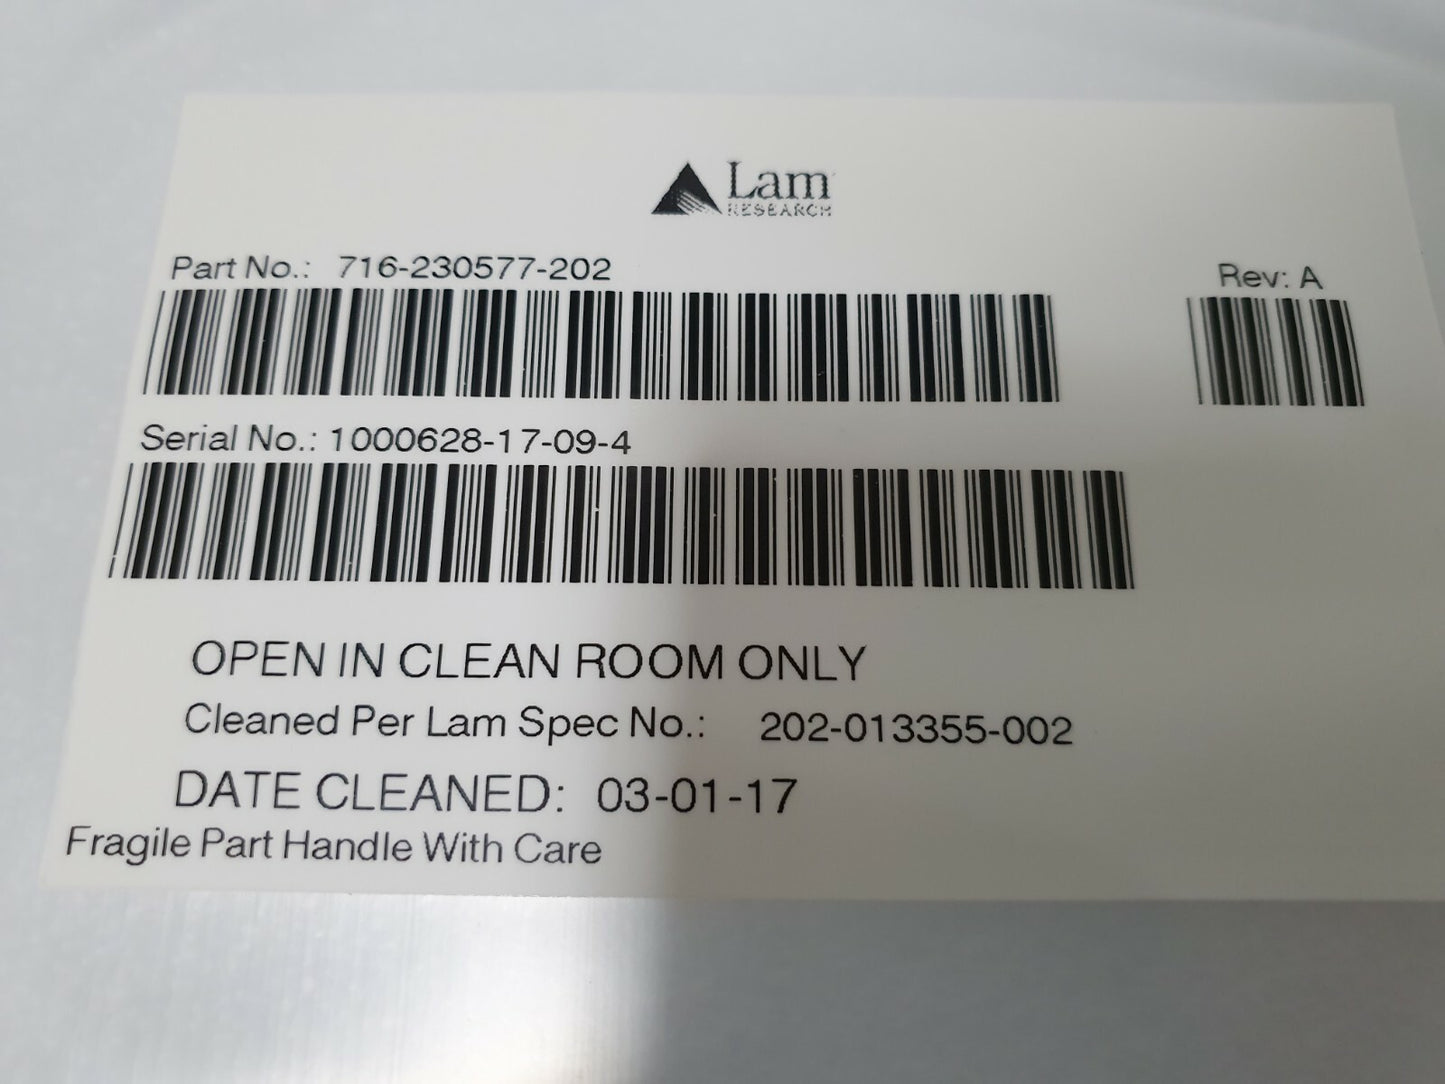 Lam
RESEARCH
Part No.: 716-230577-202
Rev: A
Serial No.: 1000628-17-09-4
OPEN IN CLEAN ROOM ONLY
Cleaned Per Lam Spec No.: 202-013355-002
DATE CLEANED: 03-01-17
Fragile Part Handle With Care